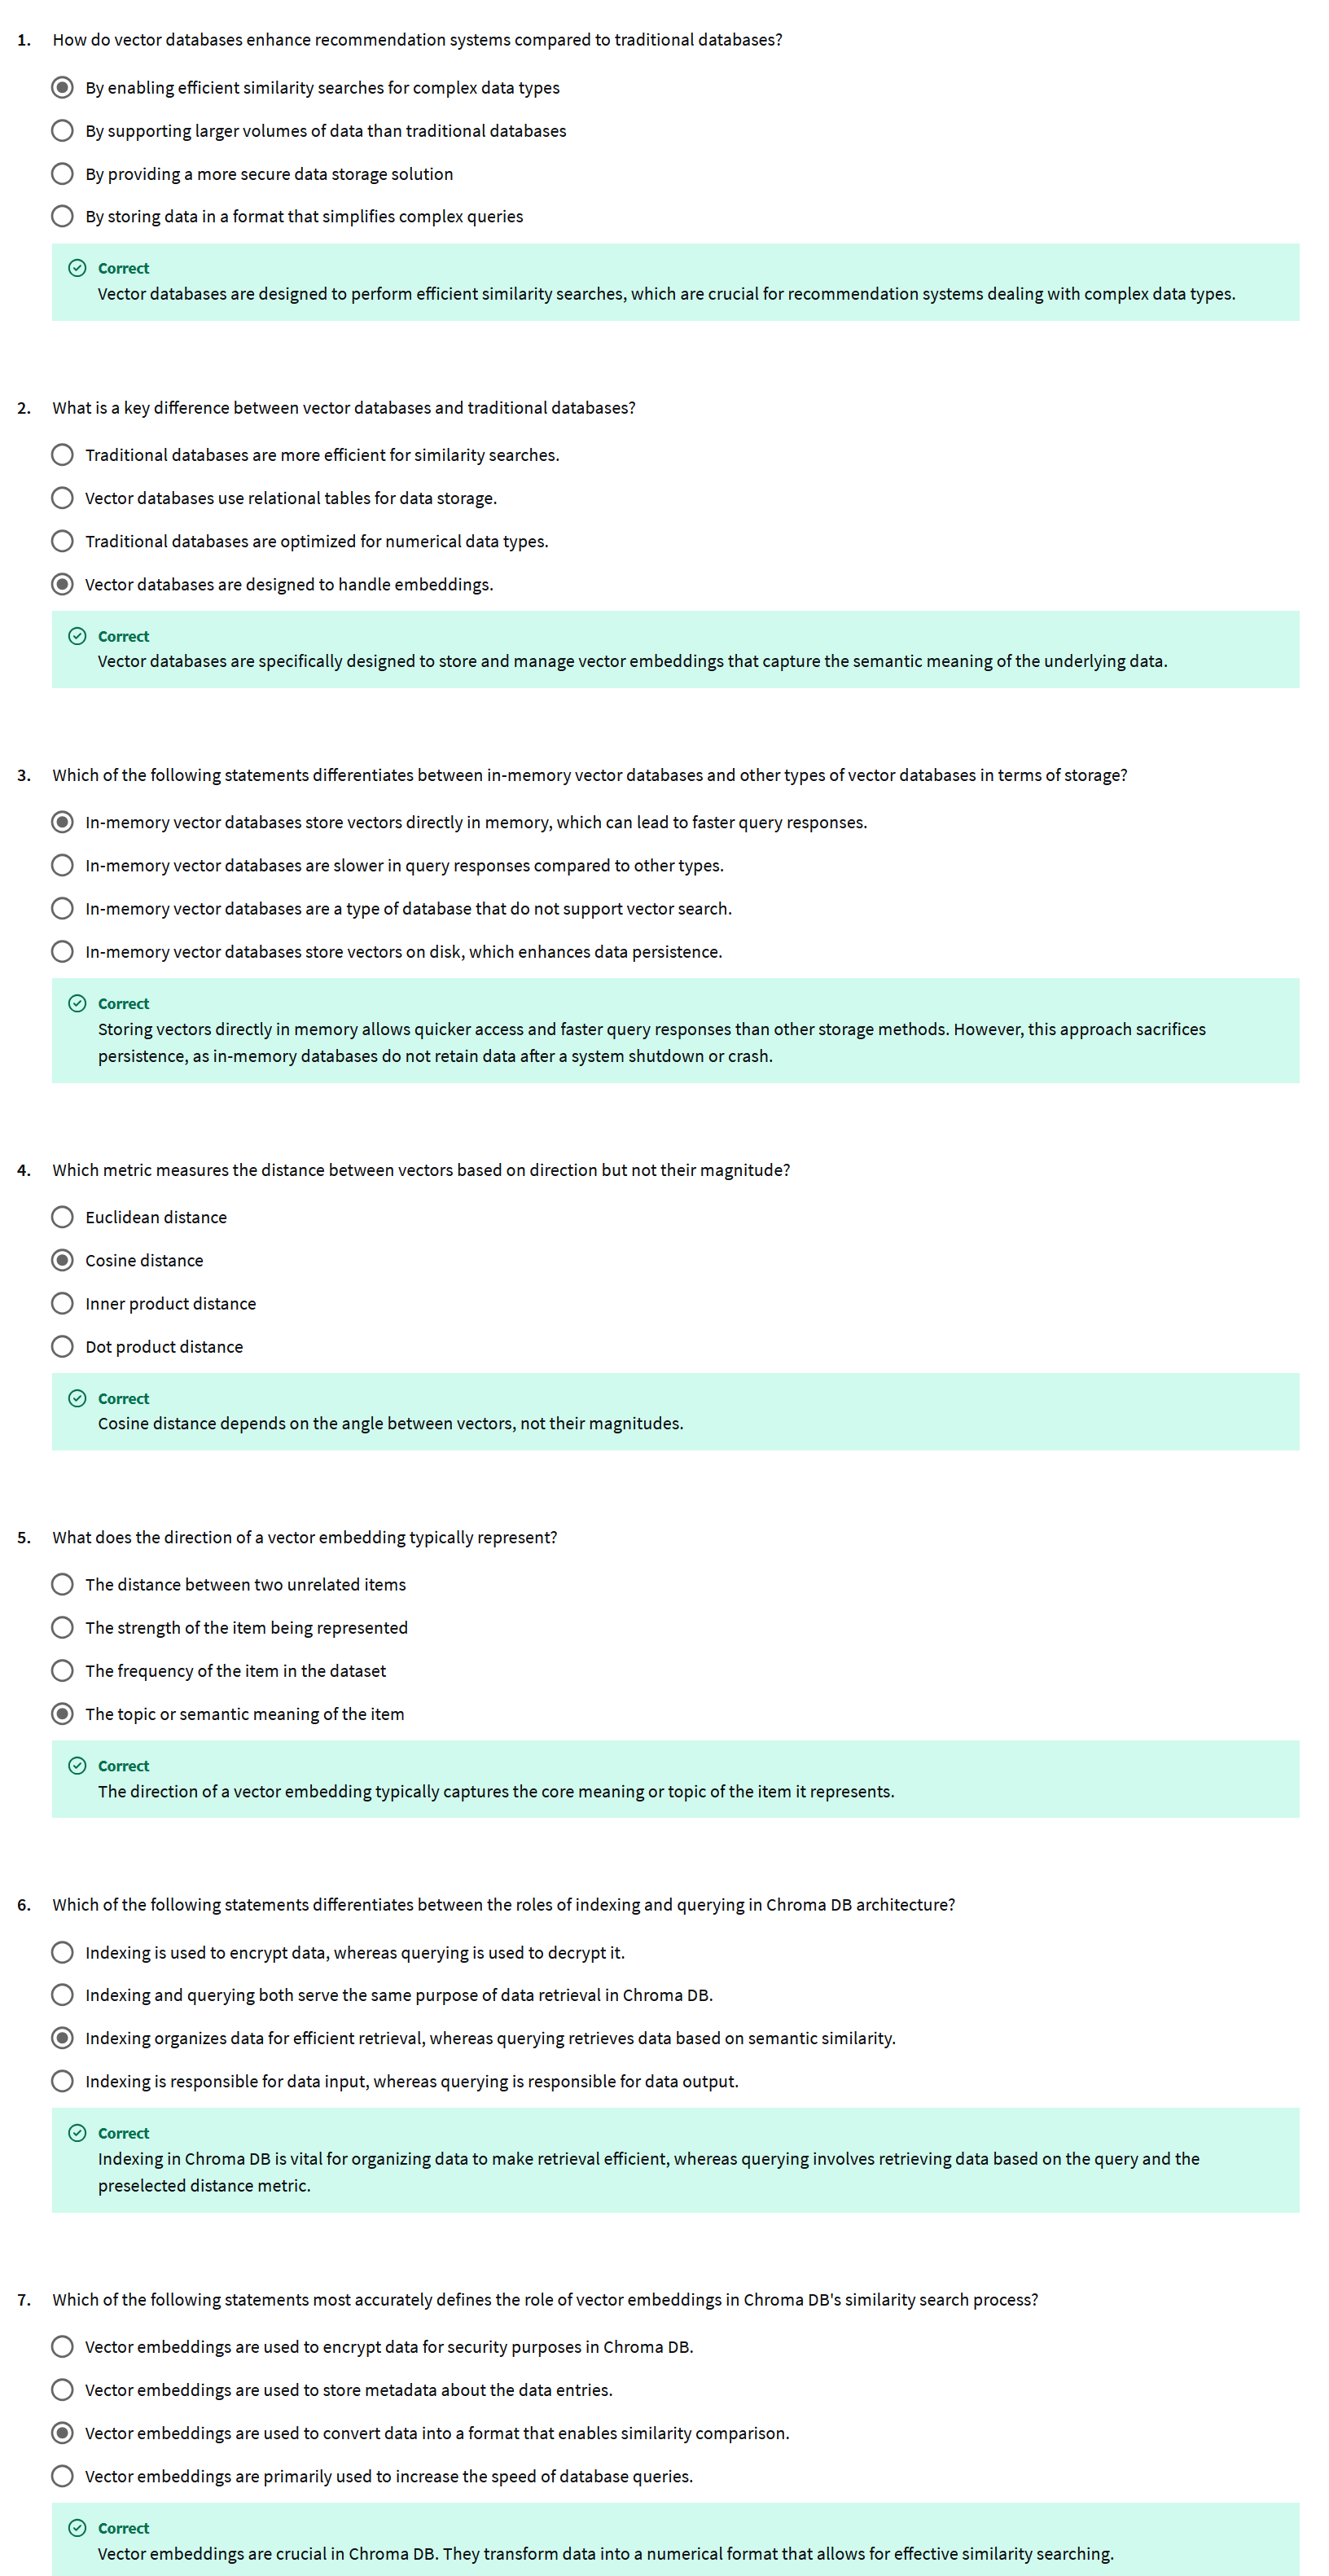 1. How do vector databases enhance recommendation systems compared to traditional databases?
By enabling efficient similarity searches for complex data types
By supporting larger volumes of data than traditional databases
By providing a more secure data storage solution
By storing data in a format that simplifies complex queries
Correct
Vector databases are designed to perform efficient similarity searches, which are crucial for recommendation systems dealing with complex data types.
2. What is a key difference between vector databases and traditional databases?
Traditional databases are more efficient for similarity searches.
Vector databases use relational tables for data storage.
Traditional databases are optimized for numerical data types.
Vector databases are designed to handle embeddings.
Correct
Vector databases are specifically designed to store and manage vector embeddings that capture the semantic meaning of the underlying data.
3. Which of the following statements differentiates between in-memory vector databases and other types of vector databases in terms of storage?
In-memory vector databases store vectors directly in memory, which can lead to faster query responses.
In-memory vector databases are slower in query responses compared to other types.
In-memory vector databases are a type of database that do not support vector search.
In-memory vector databases store vectors on disk, which enhances data persistence.
Correct
Storing vectors directly in memory allows quicker access and faster query responses than other storage methods. However, this approach sacrifices
persistence, as in-memory databases do not retain data after a system shutdown or crash.
4. Which metric measures the distance between vectors based on direction but not their magnitude?
Euclidean distance
Cosine distance
Inner product distance
Dot product distance
Correct
Cosine distance depends on the angle between vectors, not their magnitudes.
5. What does the direction of a vector embedding typically represent?
The distance between two unrelated items
The strength of the item being represented
The frequency of the item in the dataset
The topic or semantic meaning of the item
Correct
The direction of a vector embedding typically captures the core meaning or topic of the item it represents.
6. Which of the following statements differentiates between the roles of indexing and querying in Chroma DB architecture?
Indexing is used to encrypt data, whereas querying is used to decrypt it.
Indexing and querying both serve the same purpose of data retrieval in Chroma DB.
Indexing organizes data for efficient retrieval, whereas querying retrieves data based on semantic similarity.
Indexing is responsible for data input, whereas querying is responsible for data output.
Correct
Indexing in Chroma DB is vital for organizing data to make retrieval efficient, whereas querying involves retrieving data based on the query and the
preselected distance metric.
7. Which of the following statements most accurately defines the role of vector embeddings in Chroma DB's similarity search process?
Vector embeddings are used to encrypt data for security purposes in Chroma DB.
Vector embeddings are used to store metadata about the data entries.
Vector embeddings are used to convert data into a format that enables similarity comparison.
Vector embeddings are primarily used to increase the speed of database queries.
Correct
Vector embeddings are crucial in Chroma DB. They transform data into a numerical format that allows for effective similarity searching.